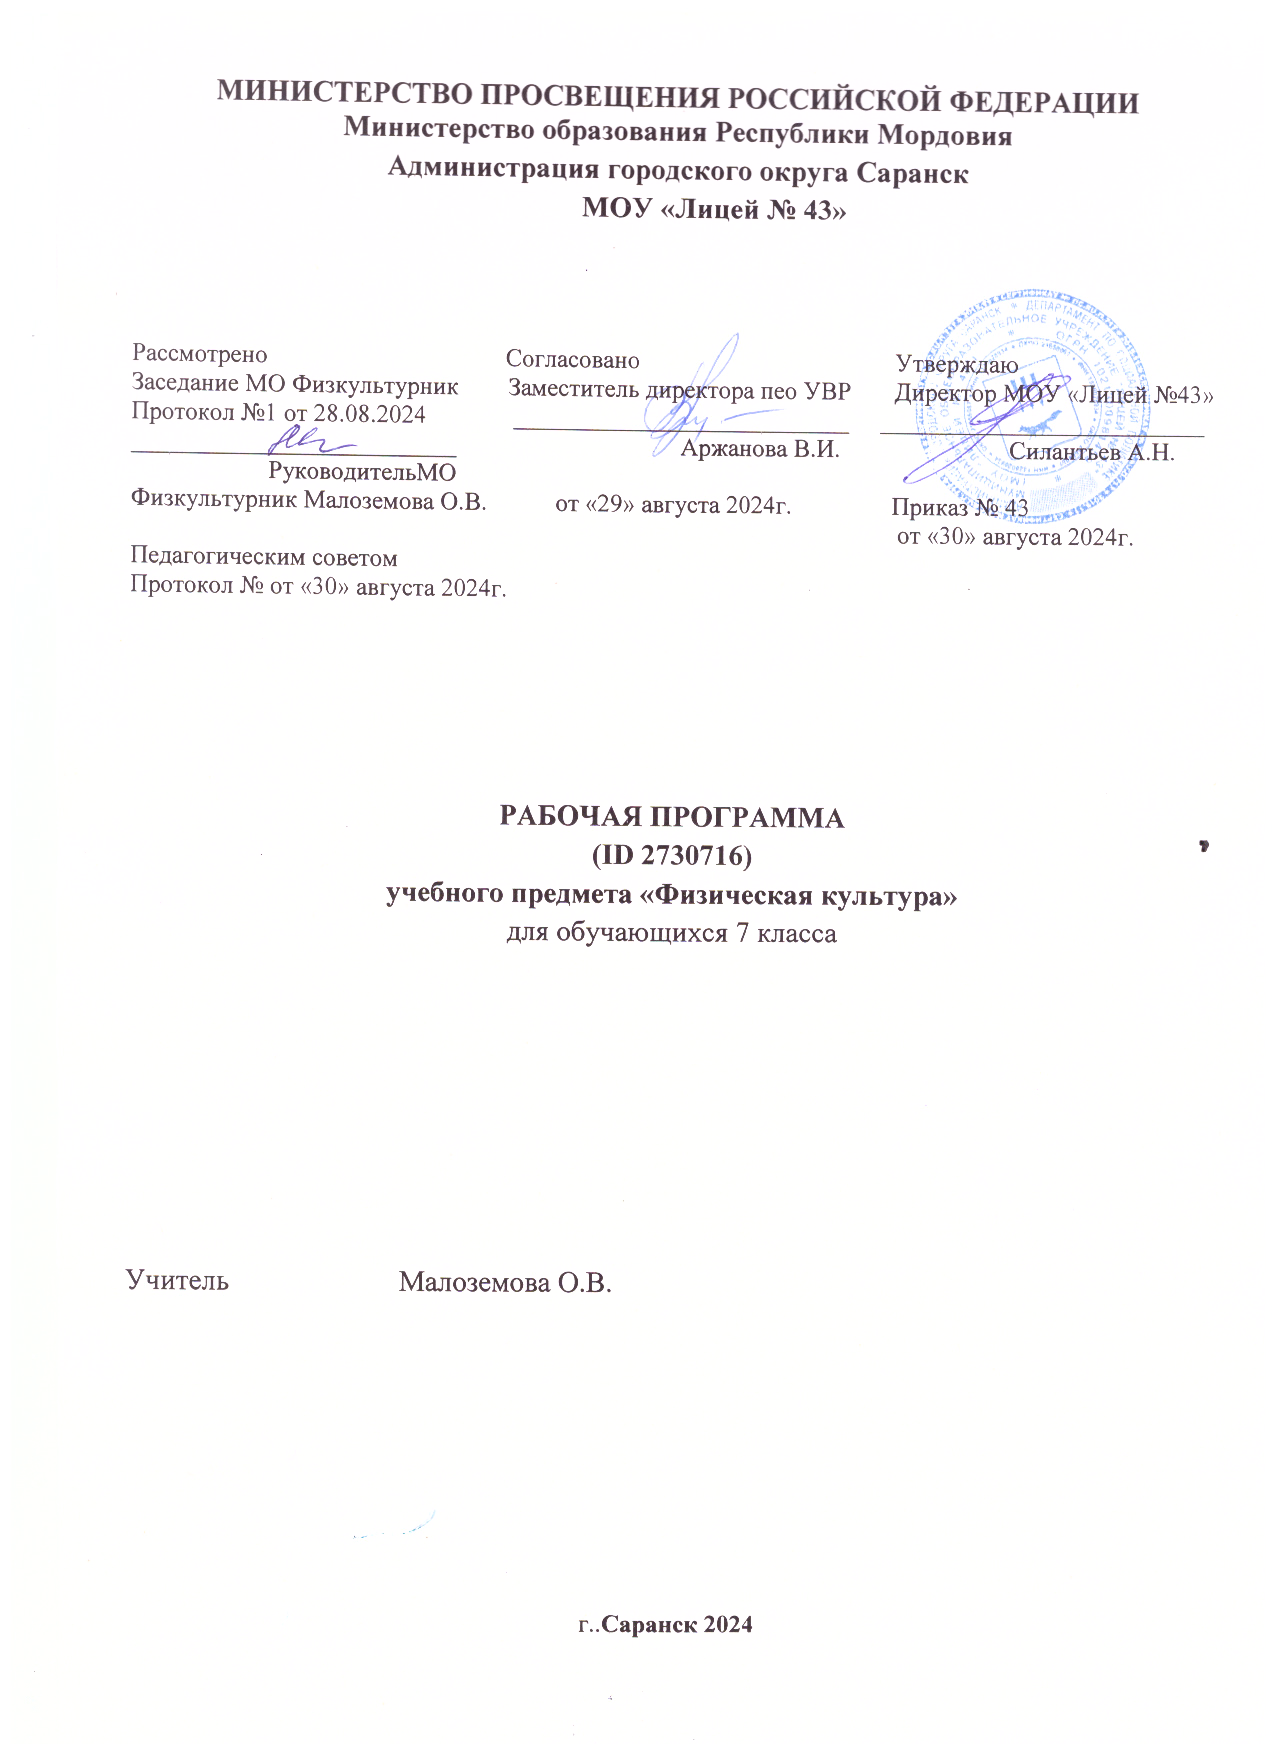 МИНИСТЕРСТВО ПРОСВЕЩЕНИЯ РОССИЙСКОЙ ФЕДЕРАЦИИ
Министерство образования Республики Мордовия
Администрация городского округа Саранск
МОУ «Лицей № 43»
Рассмотрено
Заседание МО Физкультурник
Протокол №1 от 28.08.2024
РуководительМО
Физкультурник Малоземова О.В.
Педагогическим советом
Протокол № от «30» августа 2024г.
Согласовано
Заместитель директора пео УВР
Аржанова В.И.
от «29» августа 2024г.
Утверждаю
Директор МОУ «Лицей №43»
Силантьев А.Н.
Приказ № 43
от «30» августа 2024г.
РАБОЧАЯ ПРОГРАММА
(ID 2730716)
учебного предмета «Физическая культура»
для обучающихся 7 класса
Учитель Малоземова О.В.
г..Саранск 2024